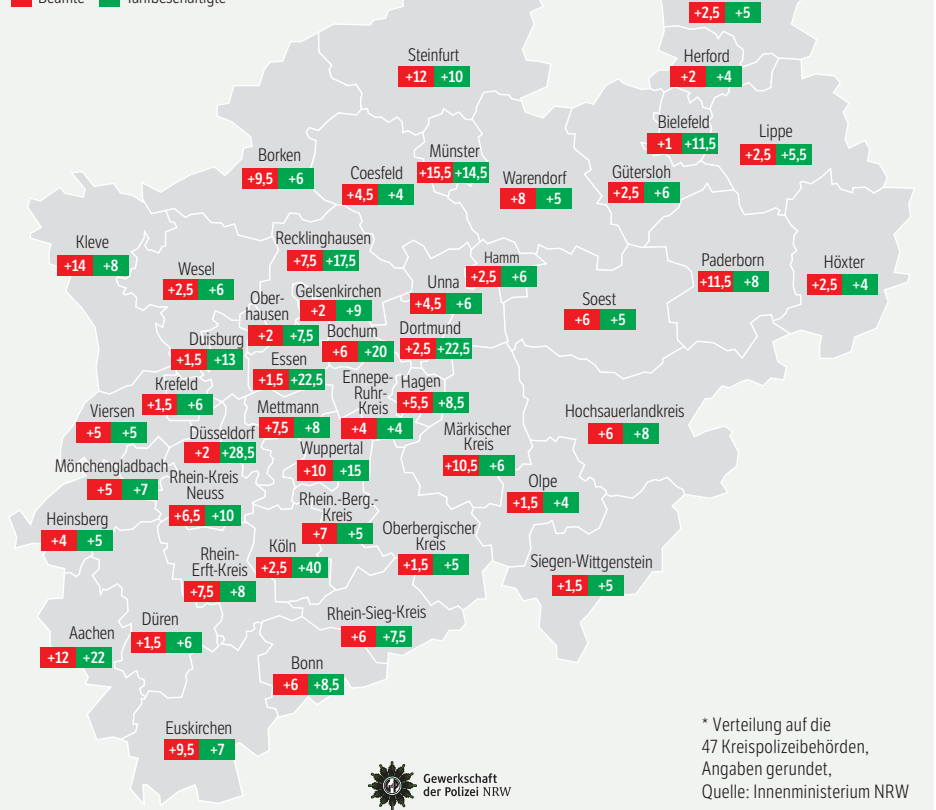 Beamte Tarifbeschäftigte
+2,5 +5
Steinfurt
+12 +10
Herford
+2 +4
Bielefeld
+1 +11,5
Lippe
+2,5 +5,5
Borken
+9,5 +6
Coesfeld
+4,5 +4
Münster
+15,5 +14,5
Warendorf
+8 +5
Gütersloh
+2,5 +6
Kleve
+14 +8
Wesel
+2,5 +6
Recklinghausen
+7,5 +17,5
Hamm
+2,5 +6
Paderborn
+11,5 +8
Höxter
+2,5 +4
Ober-
hausen
+2 +7,5
Gelsenkirchen
+2 +9
Unna
+4,5 +6
Soest
+6 +5
Duisburg
+1,5 +13
Bochum
+6 +20
Dortmund
+2,5 +22,5
Essen
+1,5 +22,5
Krefeld
+1,5 +6
Ennepe-
Ruhr-
Kreis
+4 +4
Hagen
+5,5 +8,5
Viersen
+5 +5
Mettmann
+7,5 +8
Hochsauerlandkreis
+6 +8
Düsseldorf
+2 +28,5
Wuppertal
+10 +15
Märkischer
Kreis
+10,5 +6
Mönchengladbach
+5 +7
Rhein-Kreis
Neuss
+6,5 +10
Olpe
+1,5 +4
Heinsberg
+4 +5
Rhein.-Berg.-
Kreis
+7 +5
Oberbergischer
Kreis
+1,5 +5
Köln
+2,5 +40
Rhein-
Erft-Kreis
+7,5 +8
Siegen-Wittgenstein
+1,5 +5
Aachen
+12 +22
Düren
+1,5 +6
Rhein-Sieg-Kreis
+6 +7,5
Bonn
+6 +8,5
Euskirchen
+9,5 +7
* Verteilung auf die
47 Kreispolizeibehörden,
Angaben gerundet,
Quelle: Innenministerium NRW
Gewerkschaft
der Polizei NRW